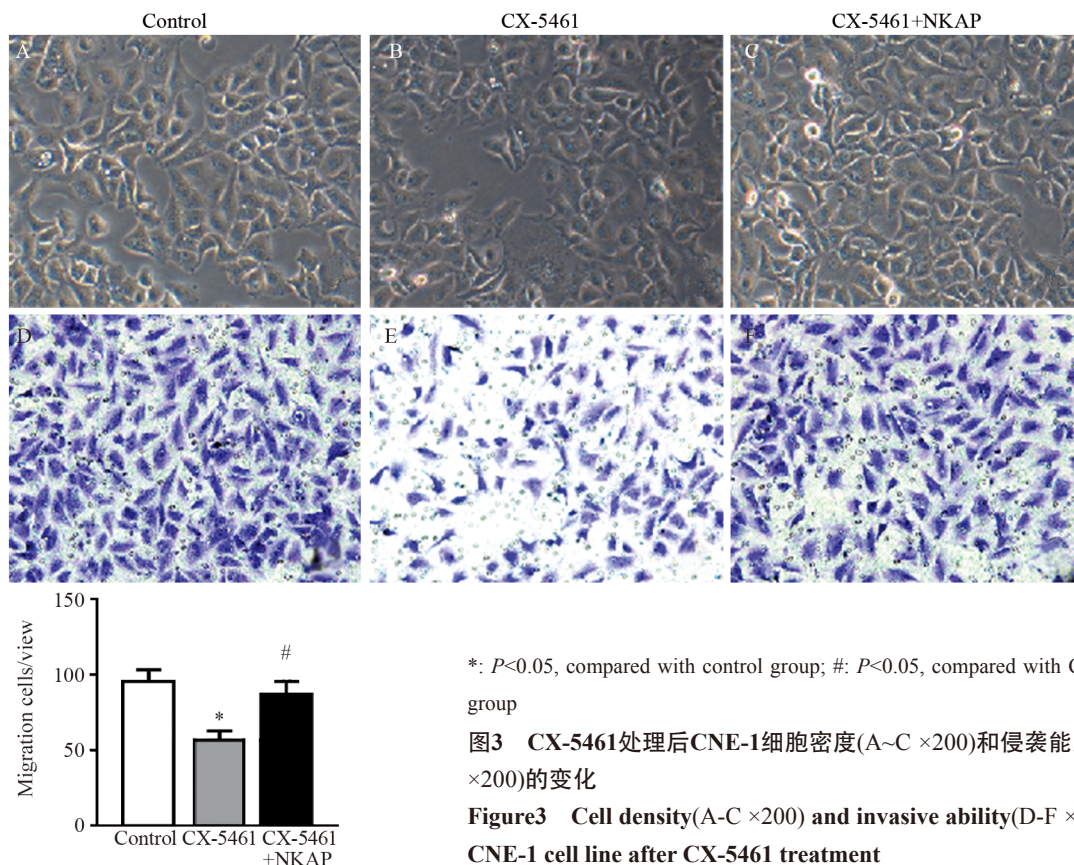 Control
CX-5461
CX-5461+NKAP
A
B
C
D
E
F
150
100
50
0
Migration cells/view
*
#
Control CX-5461 CX-5461
+NKAP
*: P<0.05, compared with control group; #: P<0.05, compared with
group
图3 CX-5461处理后CNE-1细胞密度(A~C ×200)和侵袭能
×200)的变化
Figure3 Cell density(A-C ×200) and invasive ability(D-F ×
CNE-1 cell line after CX-5461 treatment